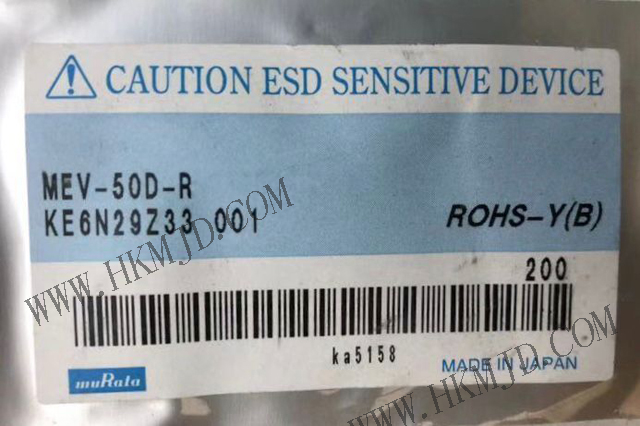 CAUTION ESD SENSITIVE DEVICE
MEV-50D-R
KE6N29Z33 001
ROHS-Y(B)
200
ka5158
MADE IN JAPAN
muRata
WWW.HKMJD.COM
WWW.HKMJD.COM